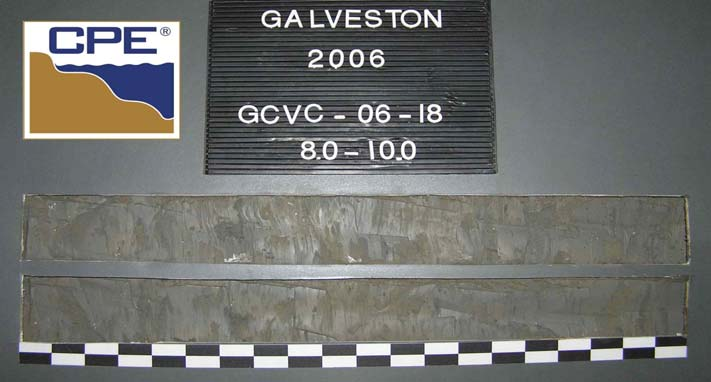 CPE®
GALVESTON
2006
GCVC - 06 - 18
8.0 - 10.0